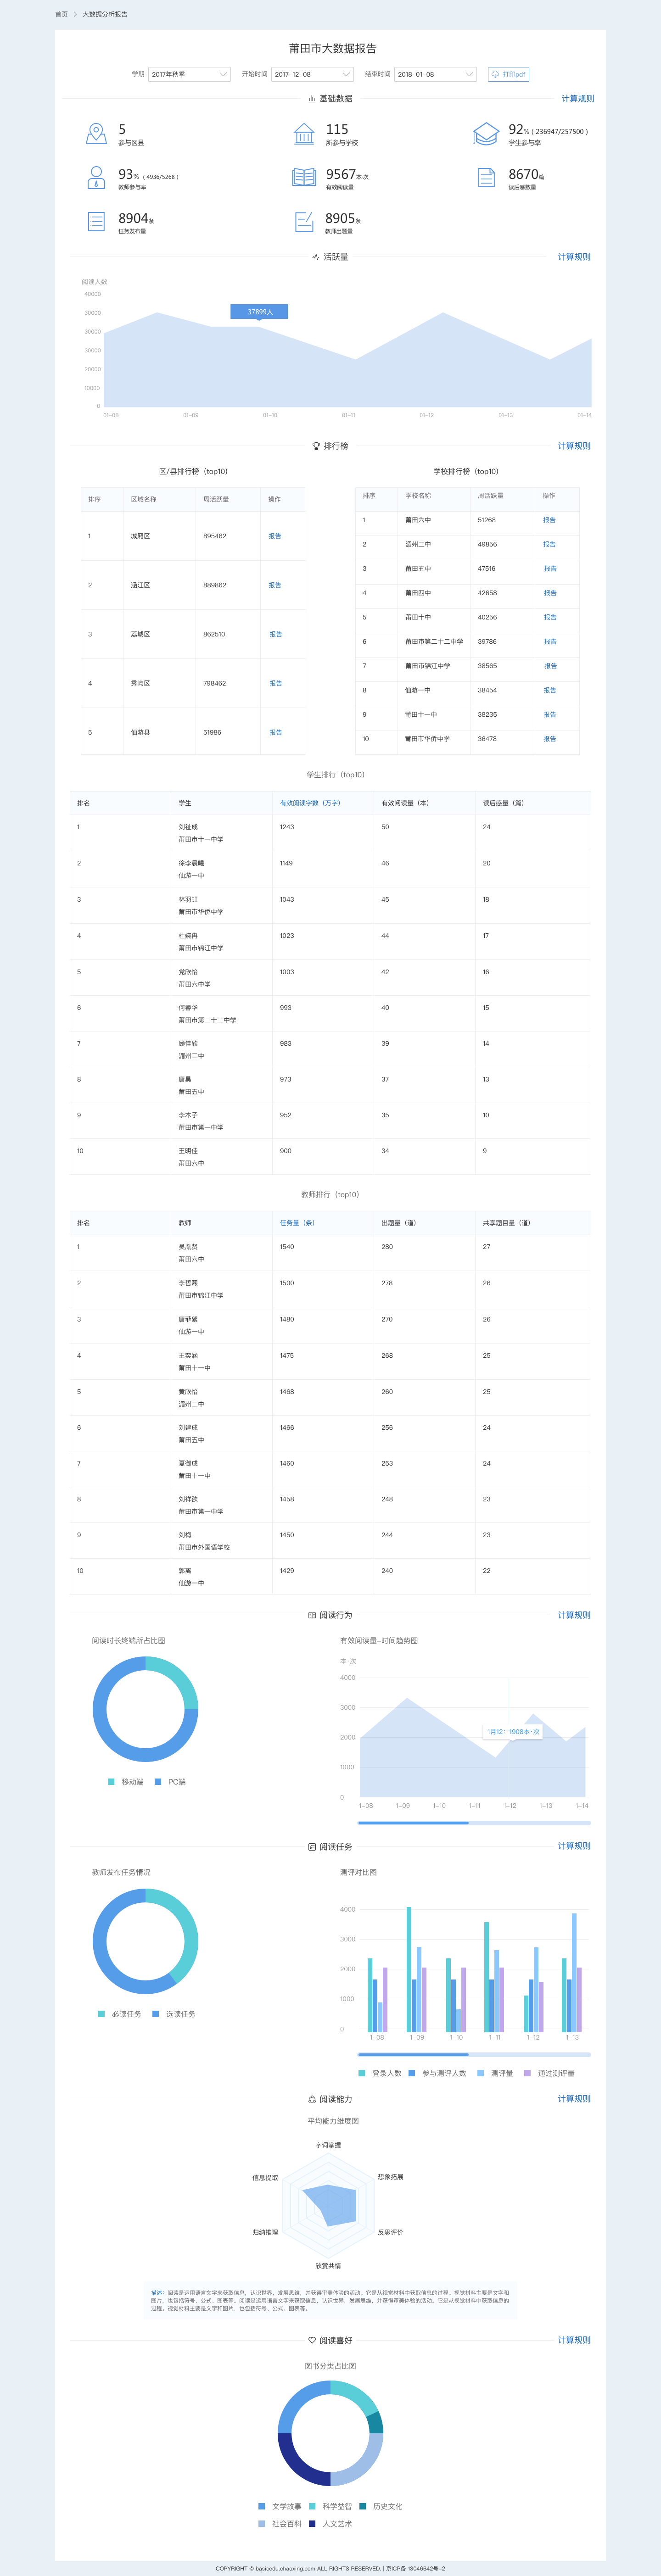 首页 > 大数据分析报告
莆田市大数据报告
学期 2017年秋季 开始时间 2017-12-08 结束时间 2018-01-08 打印pdf
基础数据 计算规则
5 115 92%（236947/257500）
参与区县 所参与学校 学生参与率
93%（4936/5268） 9567本·次 8670篇
教师参与率 有效阅读量 读后感数量
8904条 8905条
任务发布量 教师出题量
活跃量 计算规则
阅读人数
40000
30000
37899人
30000
30000
20000
10000
0
01-08 01-09 01-10 01-11 01-12 01-13 01-14
排行榜 计算规则
区/县排行榜（top10）
排序 区域名称 周活跃量 操作
1 城厢区 895462 报告
2 涵江区 889862 报告
3 荔城区 862510 报告
4 秀屿区 798462 报告
5 仙游县 51986 报告
学校排行榜（top10）
排序 学校名称 周活跃量 操作
1 莆田六中 51268 报告
2 湄州二中 49856 报告
3 莆田五中 47516 报告
4 莆田四中 42658 报告
5 莆田十中 40256 报告
6 莆田市第二十二中学 39786 报告
7 莆田市锦江中学 38565 报告
8 仙游一中 38454 报告
9 莆田十一中 38235 报告
10 莆田市华侨中学 36478 报告
学生排行（top10）
排名 学生 有效阅读字数（万字） 有效阅读量（本） 读后感量（篇）
1 刘祉成 1243 50 24
莆田市十一中学
2 徐李晨曦 1149 46 20
仙游一中
3 林羽虹 1043 45 18
莆田市华侨中学
4 杜婉冉 1023 44 17
莆田市锦江中学
5 党欣怡 1003 42 16
莆田六中学
6 何睿华 993 40 15
莆田市第二十二中学
7 顾佳欣 983 39 14
湄州二中
8 唐昊 973 37 13
莆田五中
9 李木子 952 35 10
莆田市第一中学
10 王明佳 900 34 9
莆田六中
教师排行（top10）
排名 教师 任务量（条） 出题量（道） 共享题目量（道）
1 吴胤贤 1540 280 27
莆田六中
2 李哲熙 1500 278 26
莆田市锦江中学
3 唐菲絮 1480 270 26
仙游一中
4 王奕涵 1475 268 25
莆田十一中
5 黄欣怡 1468 260 25
湄州二中
6 刘建成 1466 256 24
莆田五中
7 夏御成 1460 253 24
莆田十一中
8 刘祥歆 1458 248 23
莆田市第一中学
9 刘梅 1450 244 23
莆田市外国语学校
10 郭嵩 1429 240 22
仙游一中
阅读行为 计算规则
阅读时长终端所占比图
移动端 PC端
有效阅读量-时间趋势图
本·次
4000
3000
2000
1月12：1908本·次
1000
0
1-08 1-09 1-10 1-11 1-12 1-13 1-14
阅读任务 计算规则
教师发布任务情况
必读任务 选读任务
测评对比图
4000
3000
2000
1000
0
1-08 1-09 1-10 1-11 1-12 1-13
登录人数 参与测评人数 测评量 通过测评量
阅读能力 计算规则
平均能力维度图
字词掌握
信息提取 想象拓展
归纳推理 反思评价
欣赏共情
描述：阅读是运用语言文字来获取信息，认识世界，发展思维，并获得审美体验的活动。它是从视觉材料中获取信息的过程。视觉材料主要是文字和
图片，也包括符号、公式、图表等。阅读是运用语言文字来获取信息，认识世界，发展思维，并获得审美体验的活动。它是从视觉材料中获取信息的
过程。视觉材料主要是文字和图片，也包括符号、公式、图表等。
阅读喜好 计算规则
图书分类占比图
文学故事 科学益智 历史文化
社会百科 人文艺术
COPYRIGHT © basicedu.chaoxing.com ALL RIGHTS RESERVED. | 京ICP备 13046642号-2